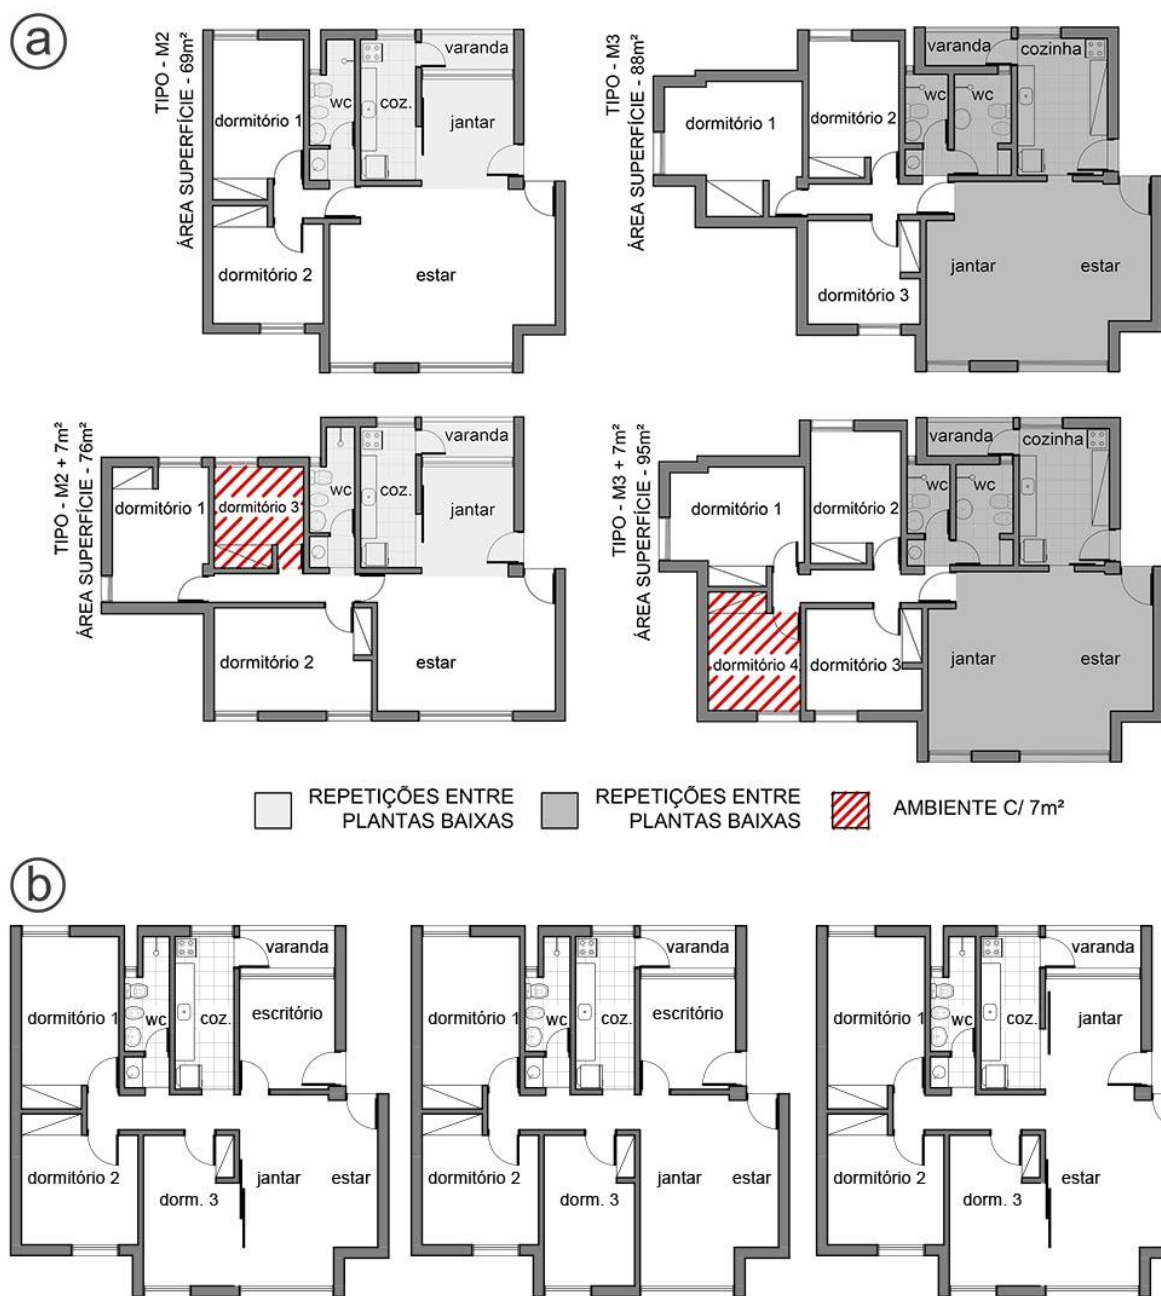 a
TIPO - M2
ÁREA SUPERFÍCIE - 69m²
varanda
dormitório 1
wc
coz.
jantar
dormitório 2
estar
TIPO - M3
ÁREA SUPERFÍCIE - 88m²
varanda
cozinha
dormitório 1
dormitório 2
wc
wc
jantar
estar
dormitório 3
TIPO - M2 + 7m²
ÁREA SUPERFÍCIE - 76m²
varanda
dormitório 1
dormitório 3
wc
coz.
jantar
dormitório 2
estar
TIPO - M3 + 7m²
ÁREA SUPERFÍCIE - 95m²
varanda
cozinha
dormitório 1
dormitório 2
wc
wc
dormitório 4
dormitório 3
jantar
estar
REPETIÇÕES ENTRE
PLANTAS BAIXAS
REPETIÇÕES ENTRE
PLANTAS BAIXAS
AMBIENTE C/ 7m²
b
varanda
dormitório 1
wc
coz.
escritório
dormitório 2
dorm. 3
jantar
estar
varanda
dormitório 1
wc
coz.
escritório
dormitório 2
dorm. 3
jantar
estar
varanda
dormitório 1
wc
coz.
jantar
dormitório 2
dorm. 3
estar